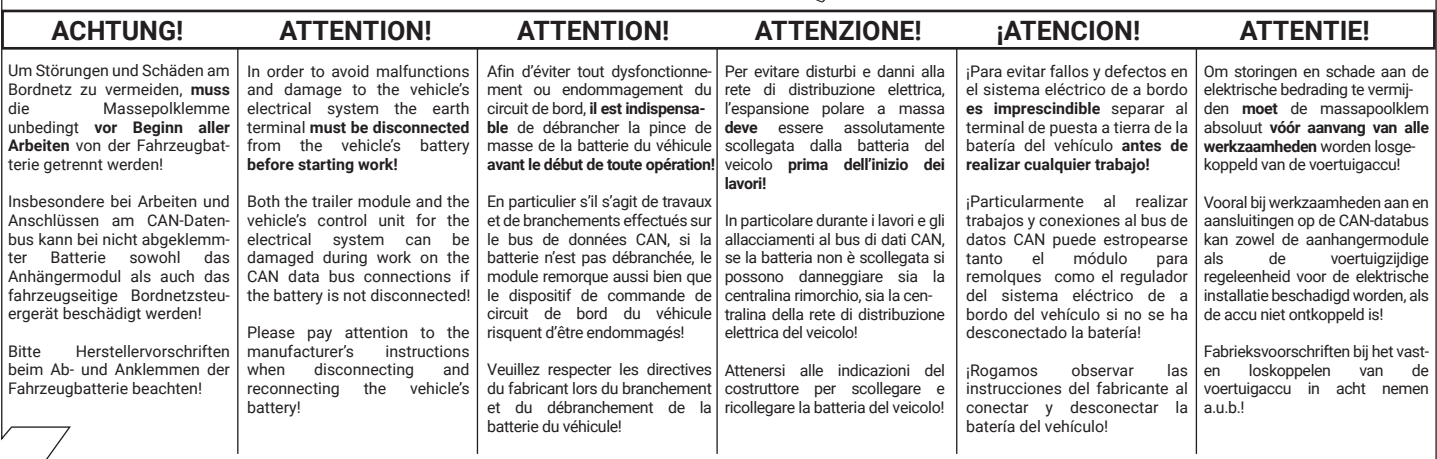 ACHTUNG!
Um Störungen und Schäden am
Bordnetz zu vermeiden, muss
die Massepolklemme
unbedingt vor Beginn aller
Arbeiten von der Fahrzeugbat-
terie getrennt werden!
Insbesondere bei Arbeiten und
Anschlüssen am CAN-Daten-
bus kann bei nicht abgeklemm-
ter Batterie sowohl das
Anhängermodul als auch das
fahrzeugseitige Bordnetzsteu-
ergerät beschädigt werden!
Bitte Herstellervorschriften
beim Ab- und Anklemmen der
Fahrzeugbatterie beachten!
ATTENTION!
In order to avoid malfunctions
and damage to the vehicle's
electrical system the earth
terminal must be disconnected
from the vehicle's battery
before starting work!
Both the trailer module and the
vehicle's control unit for the
electrical system can be
damaged during work on the
CAN data bus connections if
the battery is not disconnected!
Please pay attention to the
manufacturer's instructions
when disconnecting and
reconnecting the vehicle's
battery!
ATTENTION!
Afin d'éviter tout dysfonctionne-
ment ou endommagement du
circuit de bord, il est indispensa-
ble de débrancher la pince de
masse de la batterie du véhicule
avant le début de toute opération!
En particulier s'il s'agit de travaux
et de branchements effectués sur
le bus de données CAN, si la
batterie n'est pas débranchée, le
module remorque aussi bien que
le dispositif de commande de
circuit de bord du véhicule
risquent d'être endommagés!
Veuillez respecter les directives
du fabricant lors du branchement
et du débranchement de la
batterie du véhicule!
ATTENZIONE!
Per evitare disturbi e danni alla
rete di distribuzione elettrica,
l'espansione polare a massa
deve essere assolutamente
scollegata dalla batteria del
veicolo prima dell'inizio dei
lavori!
In particolare durante i lavori e gli
allacciamenti al bus di dati CAN,
se la batteria non è scollegata si
possono danneggiare sia la
centralina rimorchio, sia la cen-
tralina della rete di distribuzione
elettrica del veicolo!
Attenersi alle indicazioni del
costruttore per scollegare e
ricollegare la batteria del veicolo!
¡ATENCION!
¡Para evitar fallos y defectos en
el sistema eléctrico de a bordo
es imprescindible separar al
terminal de puesta a tierra de la
batería del vehículo antes de
realizar cualquier trabajo!
¡Particularmente al realizar
trabajos y conexiones al bus de
datos CAN puede estropearse
tanto el módulo para
remolques como el regulador
del sistema eléctrico de a
bordo del vehículo si no se ha
desconectado la batería!
¡Rogamos observar las
instrucciones del fabricante al
conectar y desconectar la
batería del vehículo!
ATTENTIE!
Om storingen en schade aan de
elektrische bedrading te vermij-
den moet de massapoolklem
absoluut vóór aanvang van alle
werkzaamheden worden losge-
koppeld van de voertuigaccu!
Vooral bij werkzaamheden aan en
aansluitingen op de CAN-databus
kan zowel de aanhangermodule
als de voertuigzijdige
regeleenheid voor de elektrische
installatie beschadigd worden, als
de accu niet ontkoppeld is!
Fabrieksvoorschriften bij het vast-
en loskoppelen van de
voertuigaccu in acht nemen
a.u.b.!